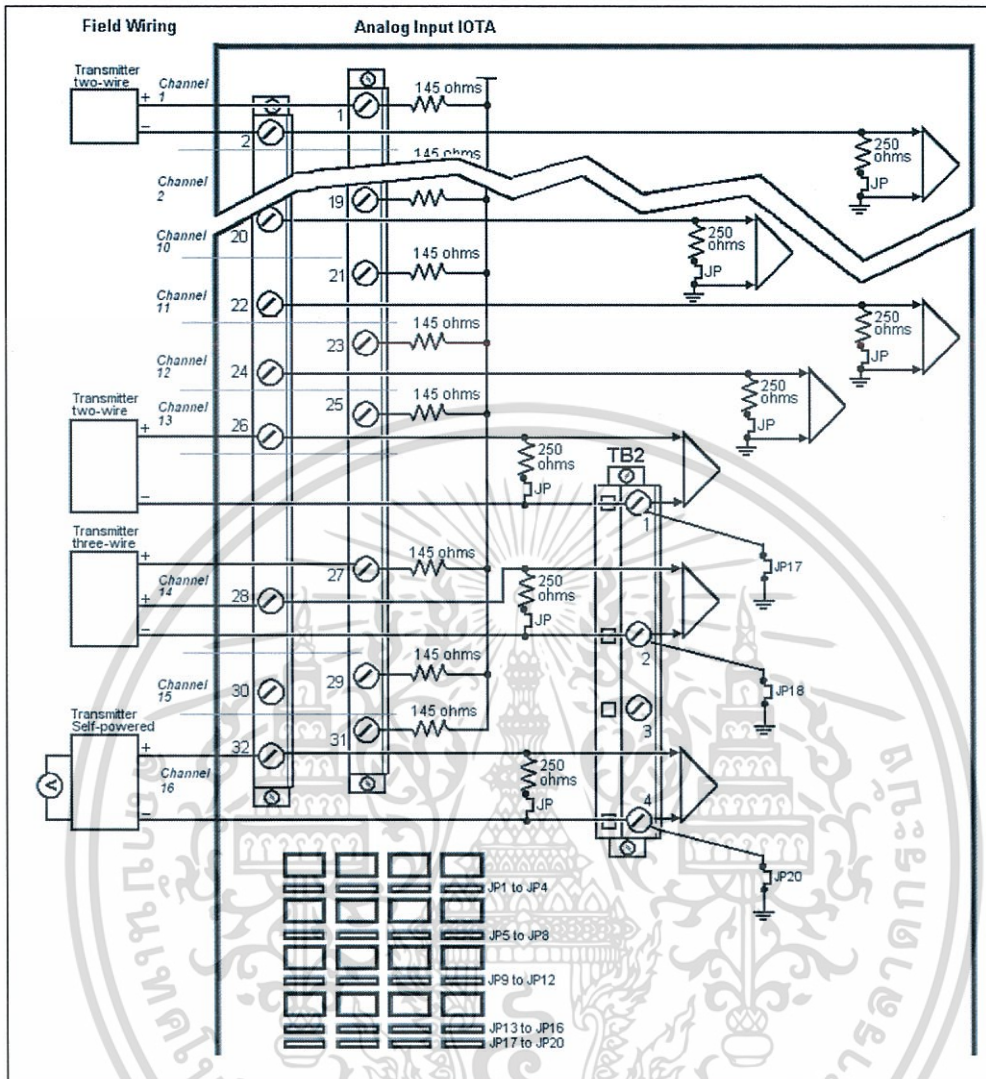 Field Wiring
Analog Input IOTA
Transmitter
two-wire
+
-
Channel
1
1
2
145 ohms
250
ohms
JP
145 ohms
Channel
2
19
20
Channel
10
250
ohms
JP
21
145 ohms
22
Channel
11
250
ohms
JP
23
145 ohms
24
Channel
12
250
ohms
JP
25
145 ohms
Transmitter
two-wire
+
-
Channel
13
26
250
ohms
JP
TB2
1
JP17
Transmitter
three-wire
+
+
-
27
145 ohms
Channel
14
28
250
ohms
JP
2
JP18
29
145 ohms
Channel
15
30
3
31
145 ohms
Transmitter
Self-powered
+
-
32
Channel
16
250
ohms
JP
4
JP20
JP1 to JP4
JP5 to JP8
JP9 to JP12
JP13 to JP16
JP17 to JP20